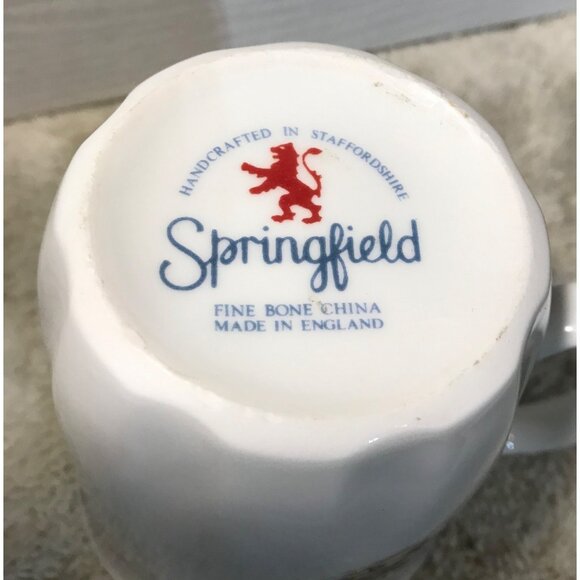 HANDCRAFTED IN STAFFORDSHIRE
Springfield
FINE BONE CHINA
MADE IN ENGLAND